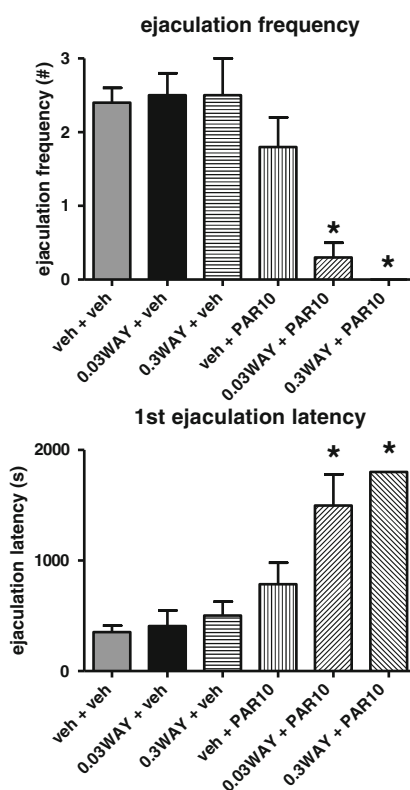 ejaculation frequency
ejaculation frequency (#)
3
2
1
0
*
*
veh + veh
0.03WAY + veh
0.3WAY + veh
veh + PAR10
0.03WAY + PAR10
0.3WAY + PAR10
1st ejaculation latency
ejaculation latency (s)
2000
1000
0
*
*
veh + veh
0.03WAY + veh
0.3WAY + veh
veh + PAR10
0.03WAY + PAR10
0.3WAY + PAR10